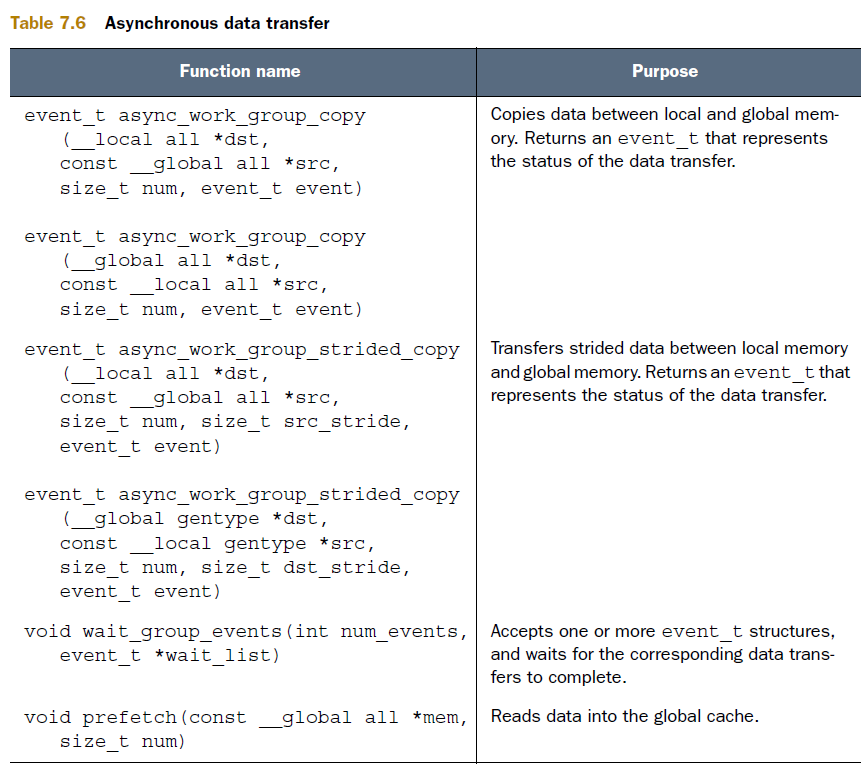 Table 7.6 Asynchronous data transfer
Function name
Purpose
event_t async_work_group_copy
(__local all *dst,
const __global all *src,
size_t num, event_t event)
Copies data between local and global mem-
ory. Returns an event_t that represents
the status of the data transfer.
event_t async_work_group_copy
(__global all *dst,
const __local all *src,
size_t num, event_t event)
event_t async_work_group_strided_copy
(__local all *dst,
const __global all *src,
size_t num, size_t src_stride,
event_t event)
Transfers strided data between local memory
and global memory. Returns an event_t that
represents the status of the data transfer.
event_t async_work_group_strided_copy
(__global gentype *dst,
const __local gentype *src,
size_t num, size_t dst_stride,
event_t event)
void wait_group_events(int num_events,
event_t *wait_list)
Accepts one or more event_t structures,
and waits for the corresponding data trans-
fers to complete.
void prefetch(const __global all *mem,
size_t num)
Reads data into the global cache.